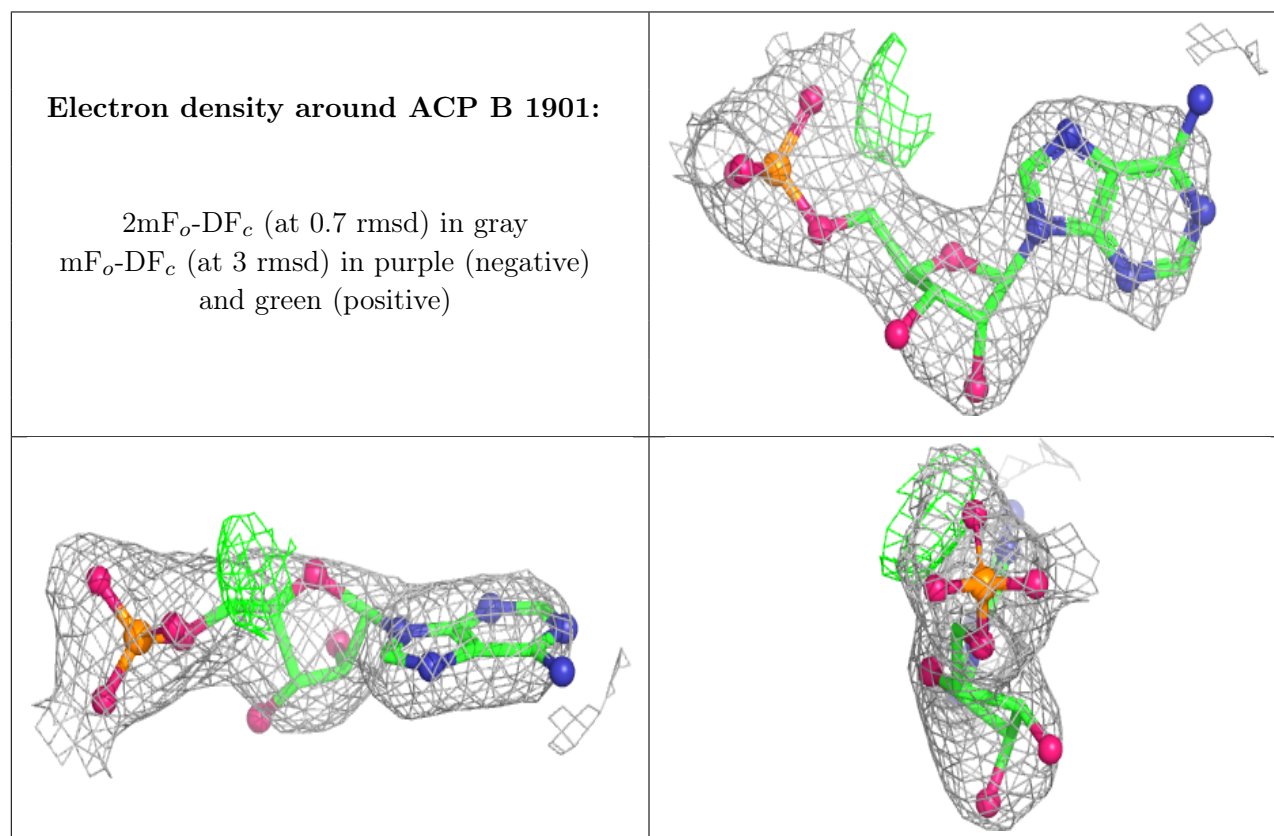 Electron density around ACP B 1901:
2mFo-DFc (at 0.7 rmsd) in gray
mFo-DFc (at 3 rmsd) in purple (negative)
and green (positive)